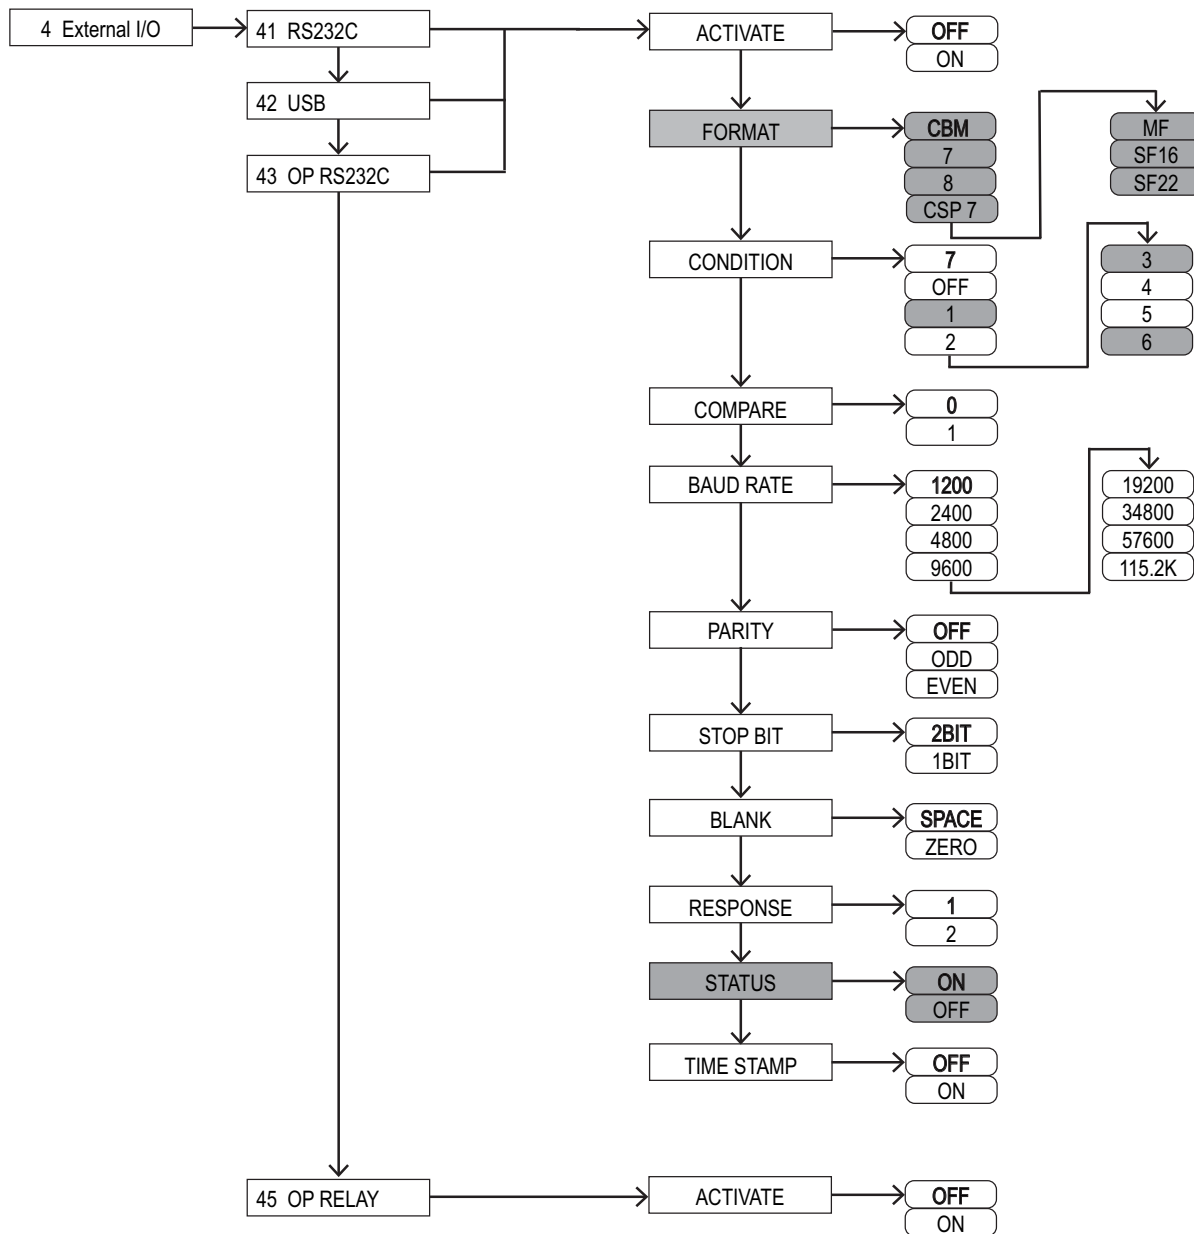 4 External I/O
41 RS232C
42 USB
43 OP RS232C
ACTIVATE
OFF
ON
FORMAT
CBM
7
8
CSP 7
MF
SF16
SF22
CONDITION
7
OFF
1
2
3
4
5
6
COMPARE
0
1
BAUD RATE
1200
2400
4800
9600
19200
34800
57600
115.2K
PARITY
OFF
ODD
EVEN
STOP BIT
2BIT
1BIT
BLANK
SPACE
ZERO
RESPONSE
1
2
STATUS
ON
OFF
TIME STAMP
OFF
ON
45 OP RELAY
ACTIVATE
OFF
ON